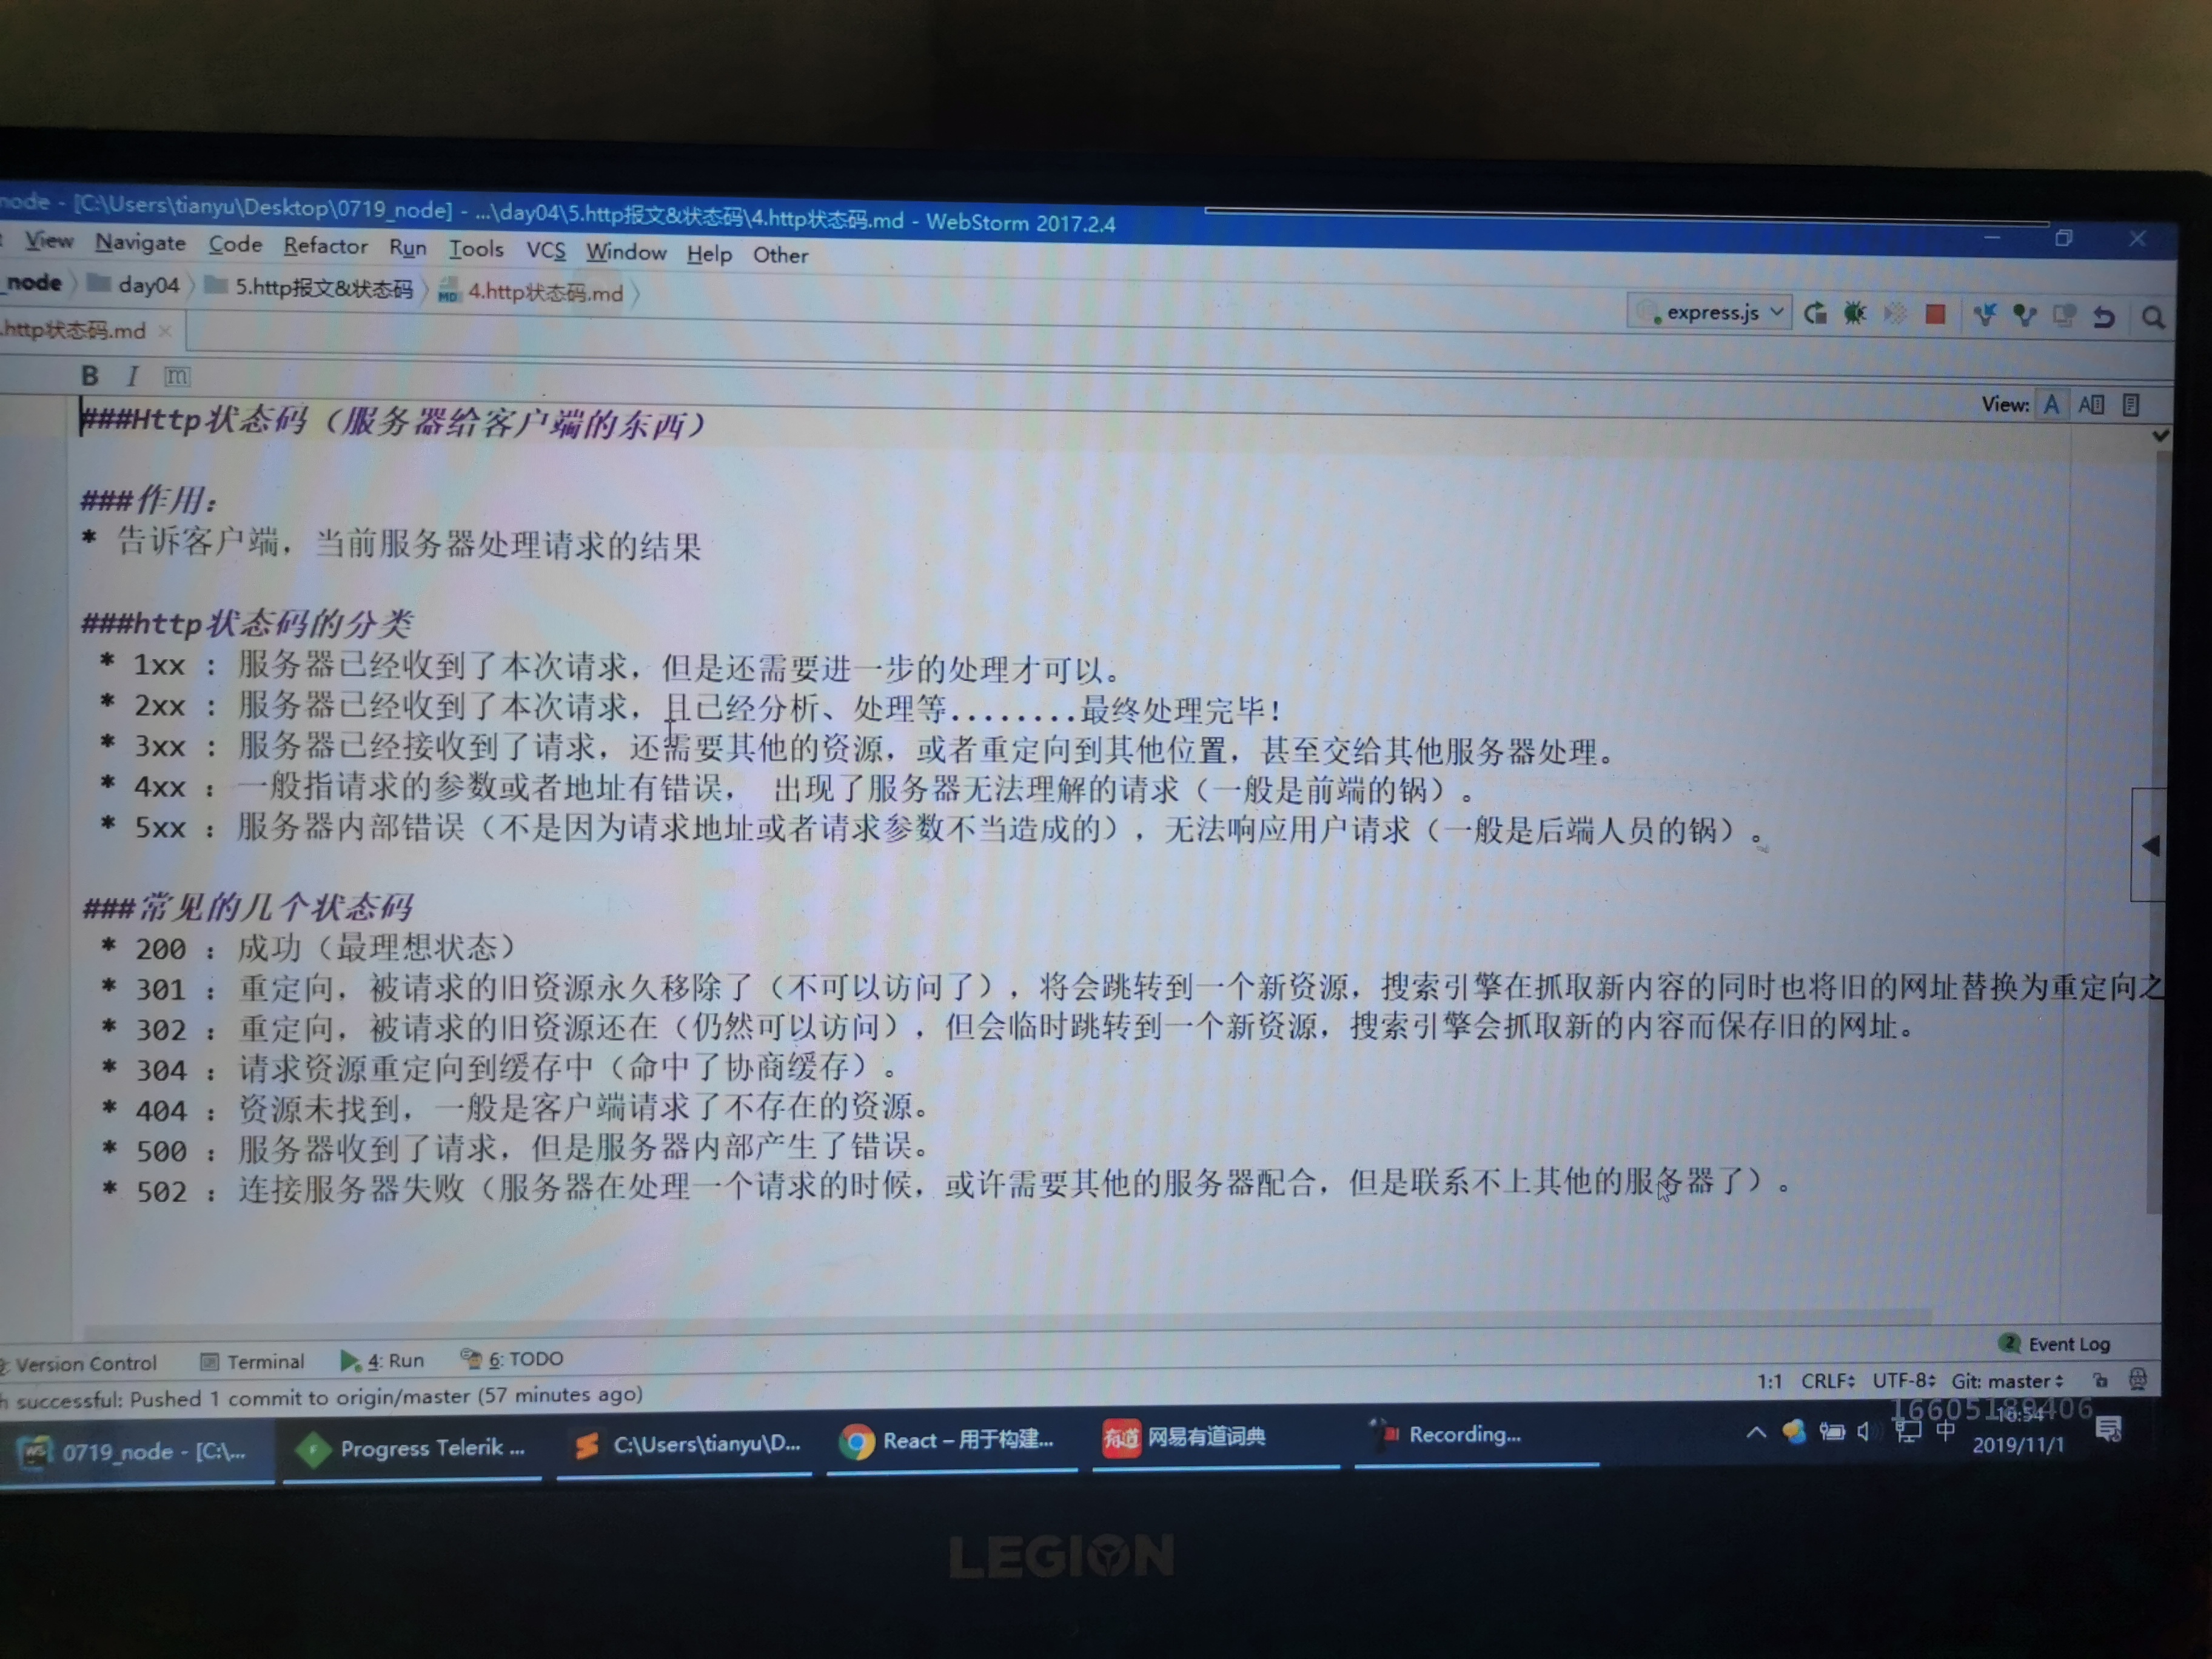 node - [C:\Users\tianyu\Desktop\0719_node] - ...\day04\5.http报文&状态码\4.http状态码.md - WebStorm 2017.2.4
View Navigate Code Refactor Run Tools VCS Window Help Other
_node day04 5.http报文&状态码 4.http状态码.md
express.js
.http状态码.md
B I m
View:
###Http状态码（服务器给客户端的东西）
###作用：
* 告诉客户端，当前服务器处理请求的结果
###http状态码的分类
* 1xx : 服务器已经收到了本次请求，但是还需要进一步的处理才可以。
* 2xx : 服务器已经收到了本次请求，且已经分析、处理等........最终处理完毕！
* 3xx : 服务器已经接收到了请求，还需要其他的资源，或者重定向到其他位置，甚至交给其他服务器处理。
* 4xx : 一般指请求的参数或者地址有错误， 出现了服务器无法理解的请求（一般是前端的锅）。
* 5xx : 服务器内部错误（不是因为请求地址或者请求参数不当造成的），无法响应用户请求（一般是后端人员的锅）。
###常见的几个状态码
* 200 : 成功（最理想状态）
* 301 : 重定向，被请求的旧资源永久移除了（不可以访问了），将会跳转到一个新资源，搜索引擎在抓取新内容的同时也将旧的网址替换为重定向之
* 302 : 重定向，被请求的旧资源还在（仍然可以访问），但会临时跳转到一个新资源，搜索引擎会抓取新的内容而保存旧的网址。
* 304 : 请求资源重定向到缓存中（命中了协商缓存）。
* 404 : 资源未找到，一般是客户端请求了不存在的资源。
* 500 : 服务器收到了请求，但是服务器内部产生了错误。
* 502 : 连接服务器失败（服务器在处理一个请求的时候，或许需要其他的服务器配合，但是联系不上其他的服务器了）。
2 Event Log
Version Control Terminal 4: Run 6: TODO
successful: Pushed 1 commit to origin/master (57 minutes ago)
1:1 CRLF UTF-8 Git: master
16605189406
0719_node - [C:\... Progress Telerik ... C:\Users\tianyu\D... React – 用于构建... 有道 网易有道词典 Recording... 中
2019/11/1
LEGION